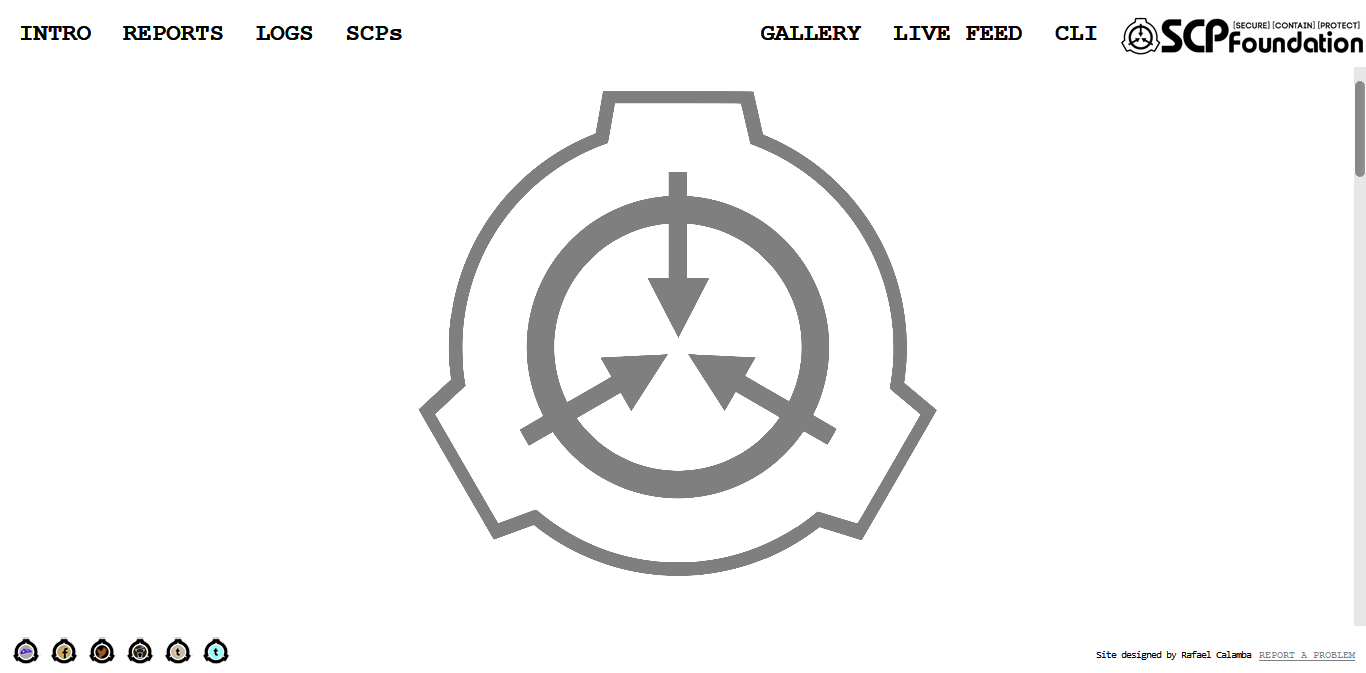 INTRO REPORTS LOGS SCPs GALLERY LIVE FEED CLI
[SECURE] [CONTAIN] [PROTECT]
SCP Foundation
f t t
Site designed by Rafael Calamba REPORT A PROBLEM